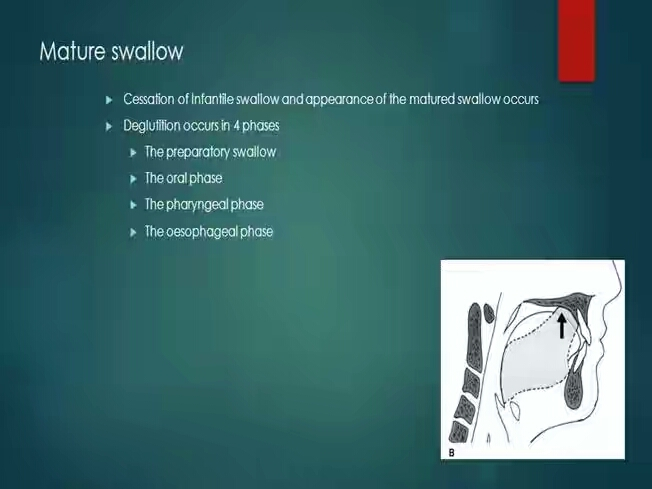 Mature swallow
Cessation of Infantile swallow and appearance of the matured swallow occurs
Deglutition occurs in 4 phases
The preparatory swallow
The oral phase
The pharyngeal phase
The oesophageal phase
B